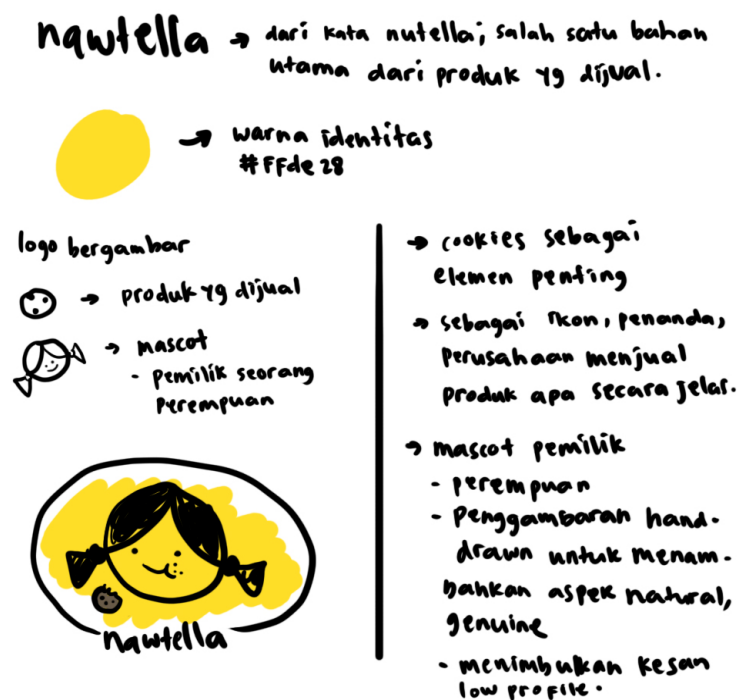 nawtella → dari kata nutella; salah satu bahan
utama dari produk yg dijual.
→ warna identitas
#FFde28
logo bergambar
→ produk yg dijual
→ mascot
- pemilik seorang
perempuan
nawtella
→ cookies sebagai
elemen penting
→ sebagai ikon, penanda,
perusahaan menjual
produk apa secara jelas.
→ mascot pemilik
- perempuan
- penggambaran hand-
drawn untuk menam-
bahkan aspek natural,
genuine
- menimbulkan kesan
low profile.